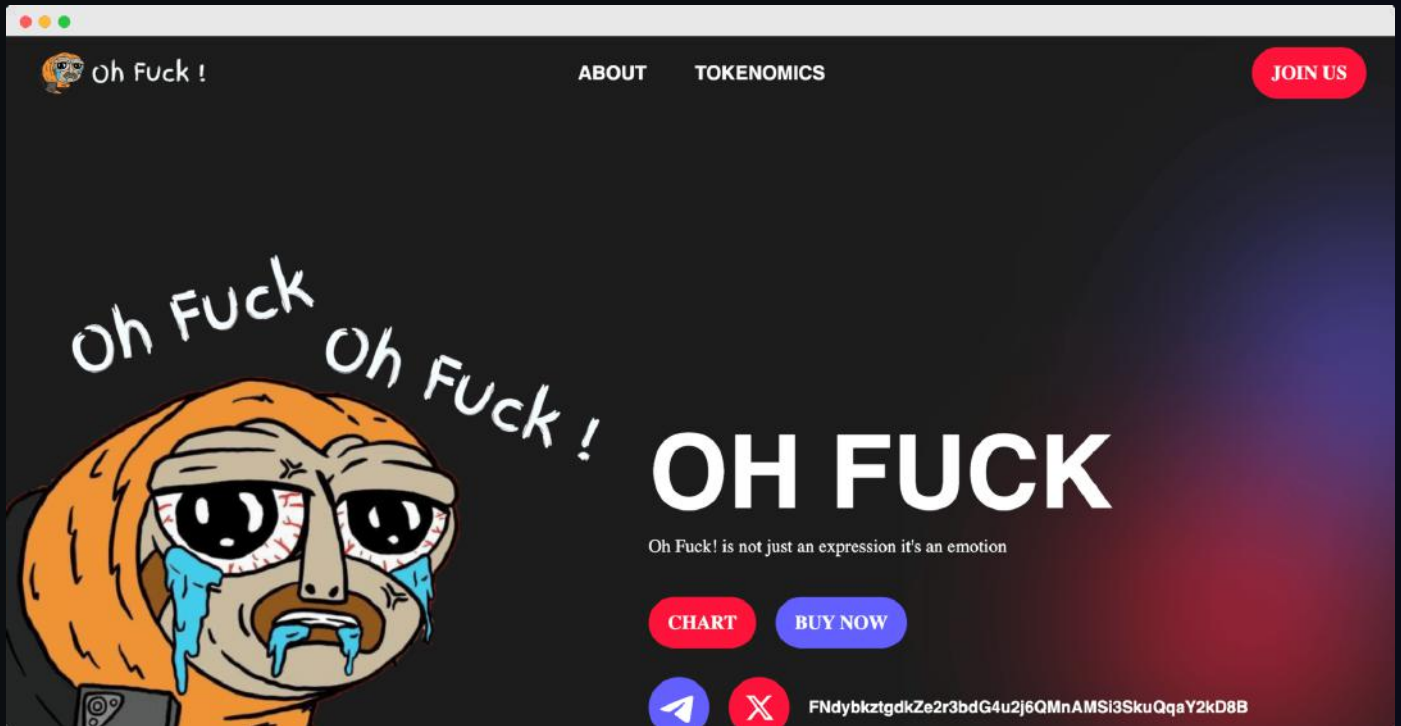 Oh Fuck !
ABOUT
TOKENOMICS
JOIN US
Oh Fuck
Oh Fuck !
OH FUCK
Oh Fuck! is not just an expression it's an emotion
CHART
BUY NOW
FNdybkztgdkZe2r3bdG4u2j6QMnAMSi3SkuQqaY2kD8B